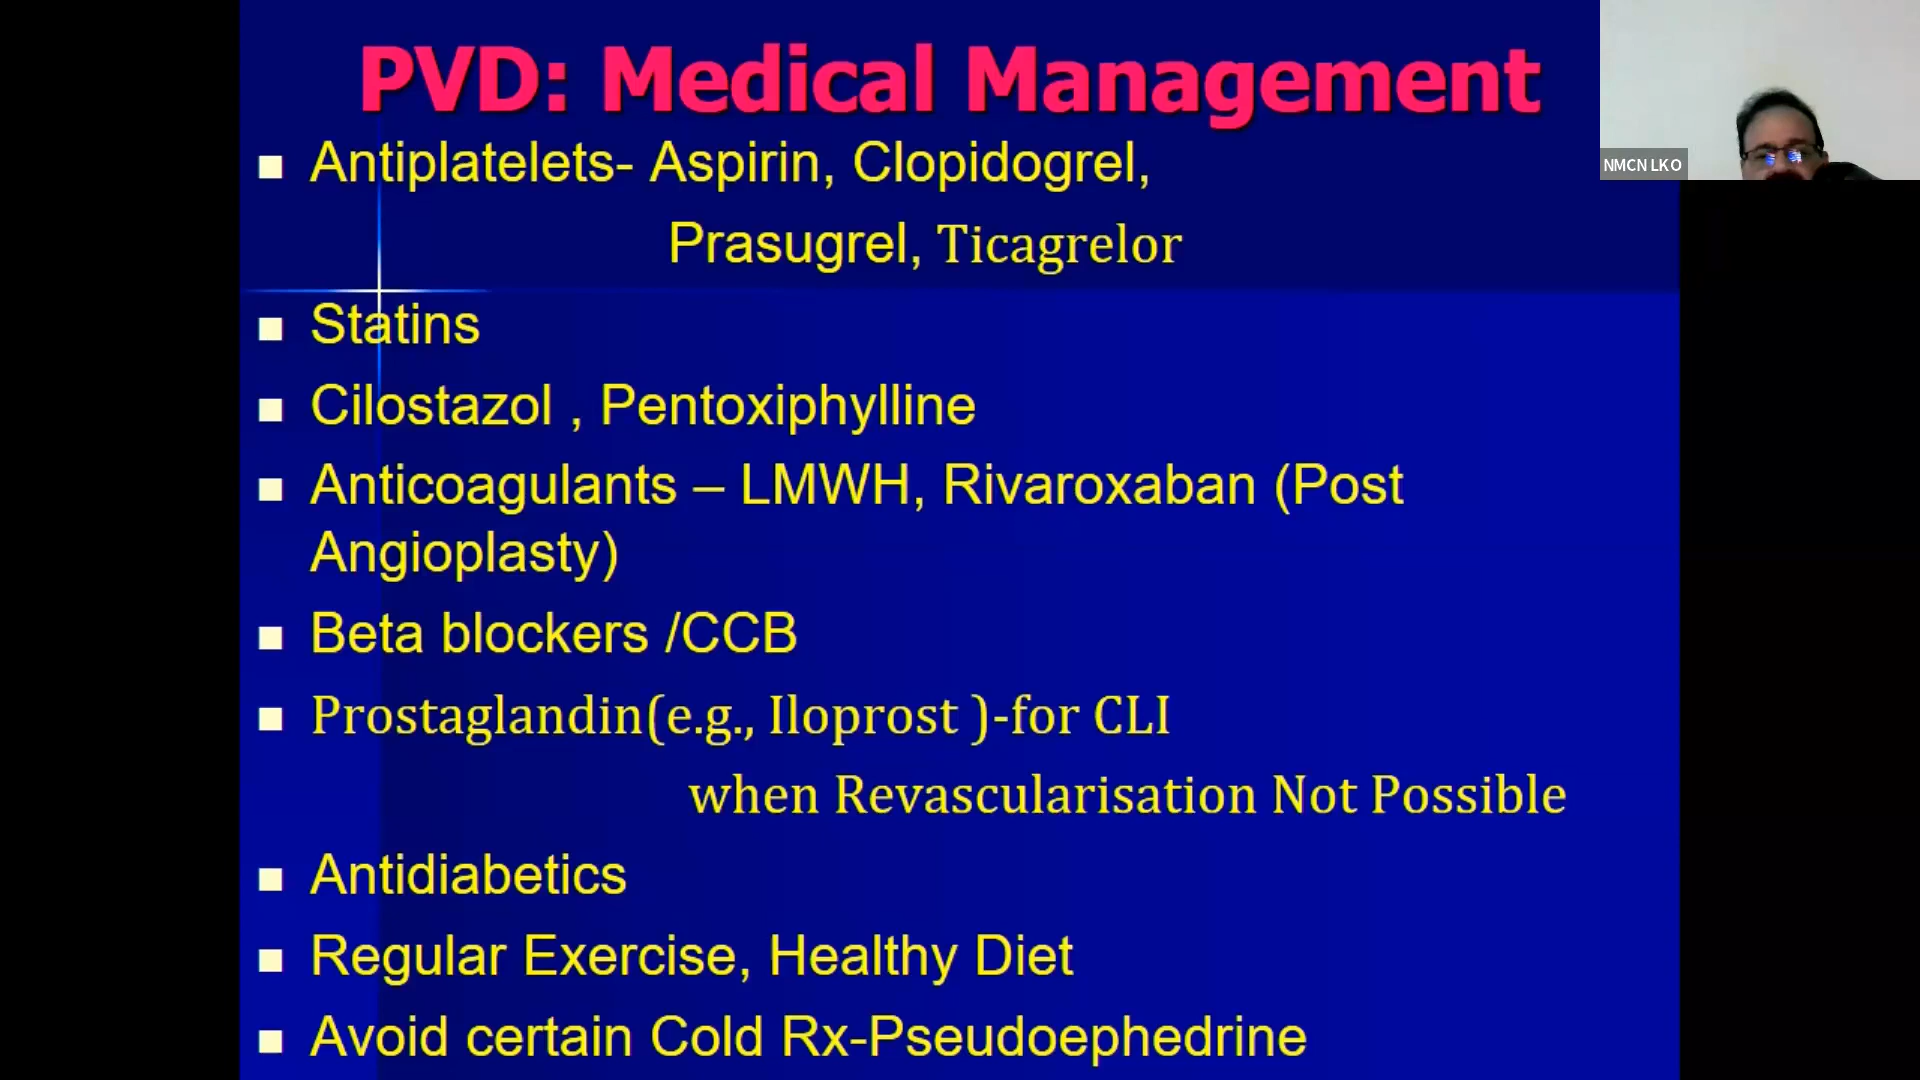 PVD: Medical Management
NMCN LKO
Antiplatelets- Aspirin, Clopidogrel,
Prasugrel, Ticagrelor
Statins
Cilostazol , Pentoxiphylline
Anticoagulants – LMWH, Rivaroxaban (Post
Angioplasty)
Beta blockers /CCB
Prostaglandin(e.g., Iloprost )-for CLI
when Revascularisation Not Possible
Antidiabetics
Regular Exercise, Healthy Diet
Avoid certain Cold Rx-Pseudoephedrine